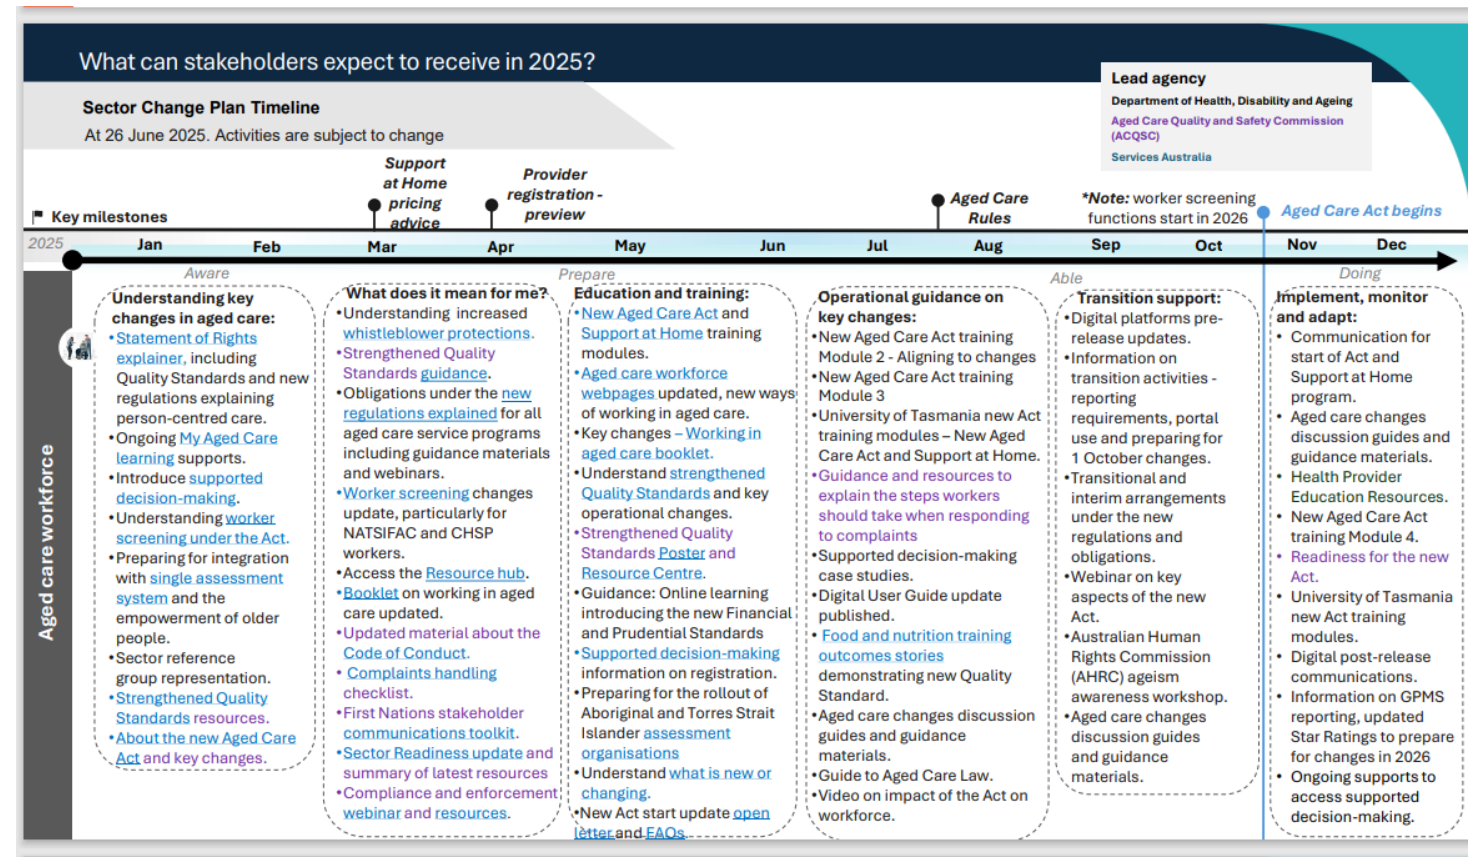 What can stakeholders expect to receive in 2025?
Sector Change Plan Timeline
At 26 June 2025. Activities are subject to change
Lead agency
Department of Health, Disability and Ageing
Aged Care Quality and Safety Commission
(ACQSC)
Services Australia
Key milestones
Support
at Home
pricing
advice
Provider
registration -
preview
Aged Care
Rules
*Note: worker screening
functions start in 2026
Aged Care Act begins
2025
Jan
Feb
Mar
Apr
May
Jun
Jul
Aug
Sep
Oct
Nov
Dec
Aware
Prepare
Able
Doing
Aged care workforce
Understanding key
changes in aged care:
•Statement of Rights
explainer, including
Quality Standards and new
regulations explaining
person-centred care.
•Ongoing My Aged Care
learning supports.
•Introduce supported
decision-making.
•Understanding worker
screening under the Act.
•Preparing for integration
with single assessment
system and the
empowerment of older
people.
•Sector reference
group representation.
•Strengthened Quality
Standards resources.
•About the new Aged Care
Act and key changes.
What does it mean for me?
•Understanding increased
whistleblower protections.
•Strengthened Quality
Standards guidance.
•Obligations under the new
regulations explained for all
aged care service programs
including guidance materials
and webinars.
•Worker screening changes
update, particularly for
NATSIFAC and CHSP
workers.
•Access the Resource hub.
•Booklet on working in aged
care updated.
•Updated material about the
Code of Conduct.
• Complaints handling
checklist.
•First Nations stakeholder
communications toolkit.
•Sector Readiness update and
summary of latest resources
•Compliance and enforcement
webinar and resources.
Education and training:
•New Aged Care Act and
Support at Home training
modules.
•Aged care workforce
webpages updated, new ways
of working in aged care.
•Key changes – Working in
aged care booklet.
•Understand strengthened
Quality Standards and key
operational changes.
•Strengthened Quality
Standards Poster and
Resource Centre.
•Guidance: Online learning
introducing the new Financial
and Prudential Standards
•Supported decision-making
information on registration.
•Preparing for the rollout of
Aboriginal and Torres Strait
Islander assessment
organisations
•Understand what is new or
changing.
•New Act start update open
letter and FAQs.
Operational guidance on
key changes:
•New Aged Care Act training
Module 2 - Aligning to changes
•New Aged Care Act training
Module 3
•University of Tasmania new Act
training modules – New Aged
Care Act and Support at Home.
•Guidance and resources to
explain the steps workers
should take when responding
to complaints
•Supported decision-making
case studies.
•Digital User Guide update
published.
• Food and nutrition training
outcomes stories
demonstrating new Quality
Standard.
•Aged care changes discussion
guides and guidance
materials.
•Guide to Aged Care Law.
•Video on impact of the Act on
workforce.
Transition support:
•Digital platforms pre-
release updates.
•Information on
transition activities -
reporting
requirements, portal
use and preparing for
1 October changes.
•Transitional and
interim arrangements
under the new
regulations and
obligations.
•Webinar on key
aspects of the new
Act.
•Australian Human
Rights Commission
(AHRC) ageism
awareness workshop.
•Aged care changes
discussion guides
and guidance
materials.
Implement, monitor
and adapt:
• Communication for
start of Act and
Support at Home
program.
• Aged care changes
discussion guides and
guidance materials.
• Health Provider
Education Resources.
• New Aged Care Act
training Module 4.
• Readiness for the new
Act.
• University of Tasmania
new Act training
modules.
• Digital post-release
communications.
• Information on GPMS
reporting, updated
Star Ratings to prepare
for changes in 2026
• Ongoing supports to
access supported
decision-making.